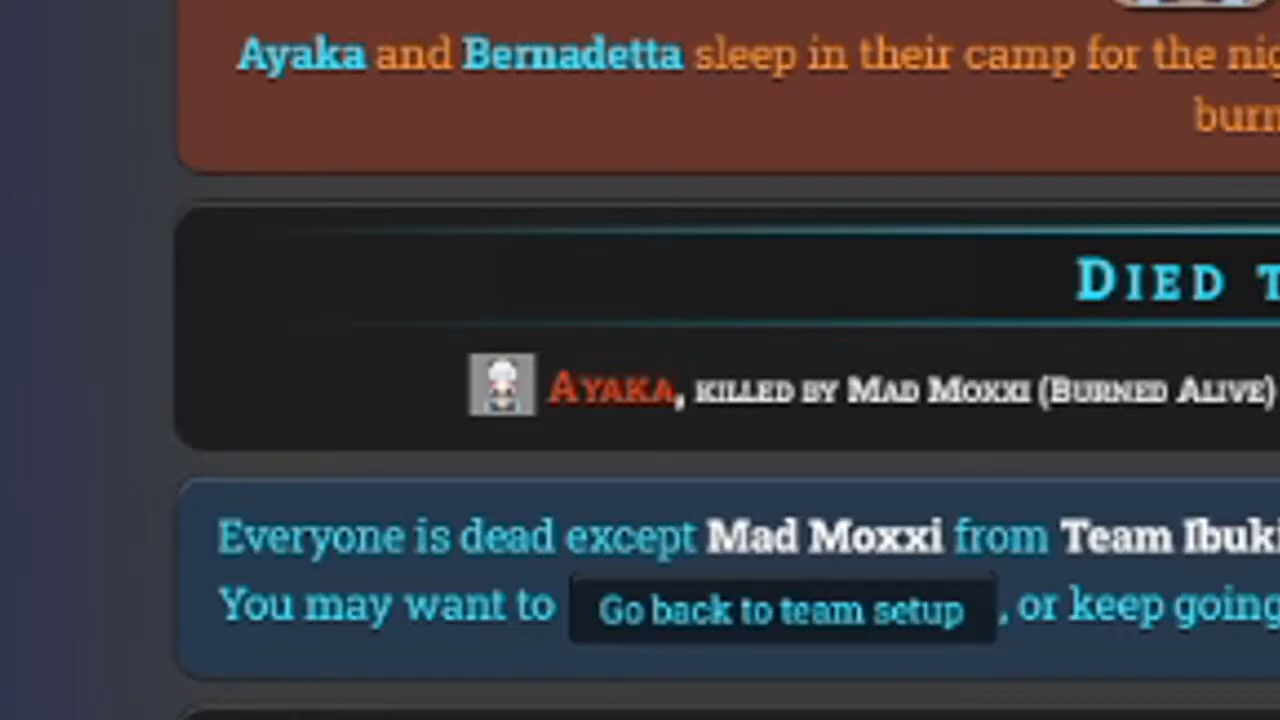 Ayaka and Bernadetta sleep in their camp for the
burn
DIED
AYAKA, KILLED BY MAD MOXXI (BURNED ALIVE)
Everyone is dead except Mad Moxxi from Team Ibuki
You may want to Go back to team setup , or keep going